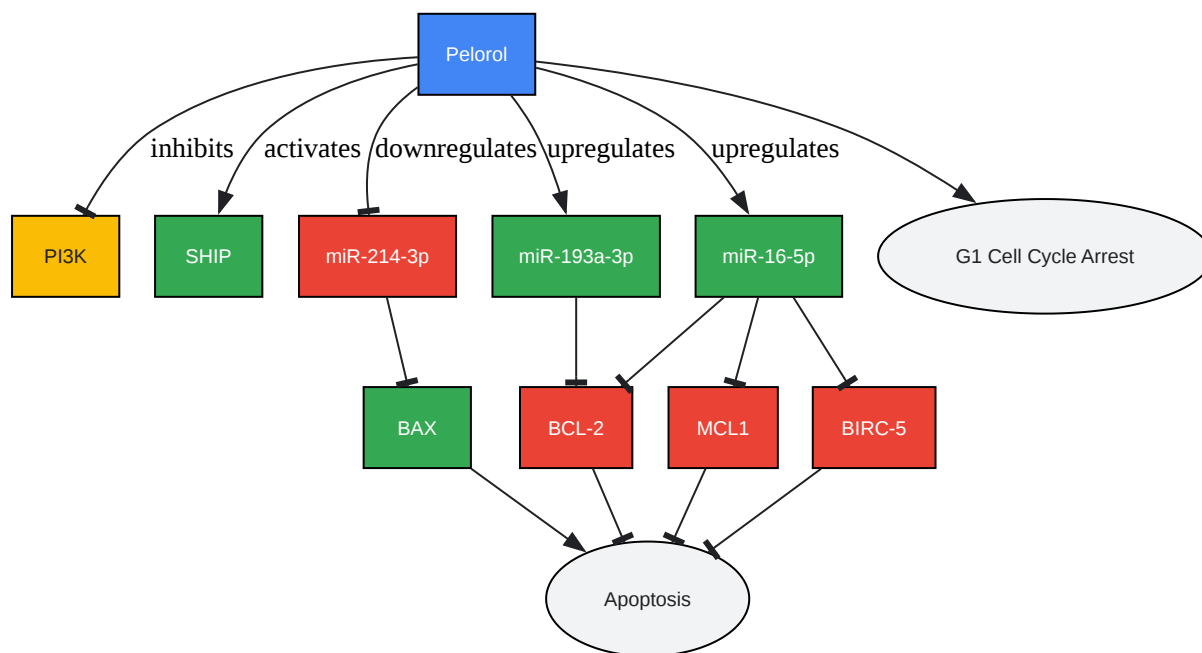 Pelorol
inhibits
activates
downregulates
upregulates
upregulates
PI3K
SHIP
miR-214-3p
miR-193a-3p
miR-16-5p
G1 Cell Cycle Arrest
BAX
BCL-2
MCL1
BIRC-5
Apoptosis